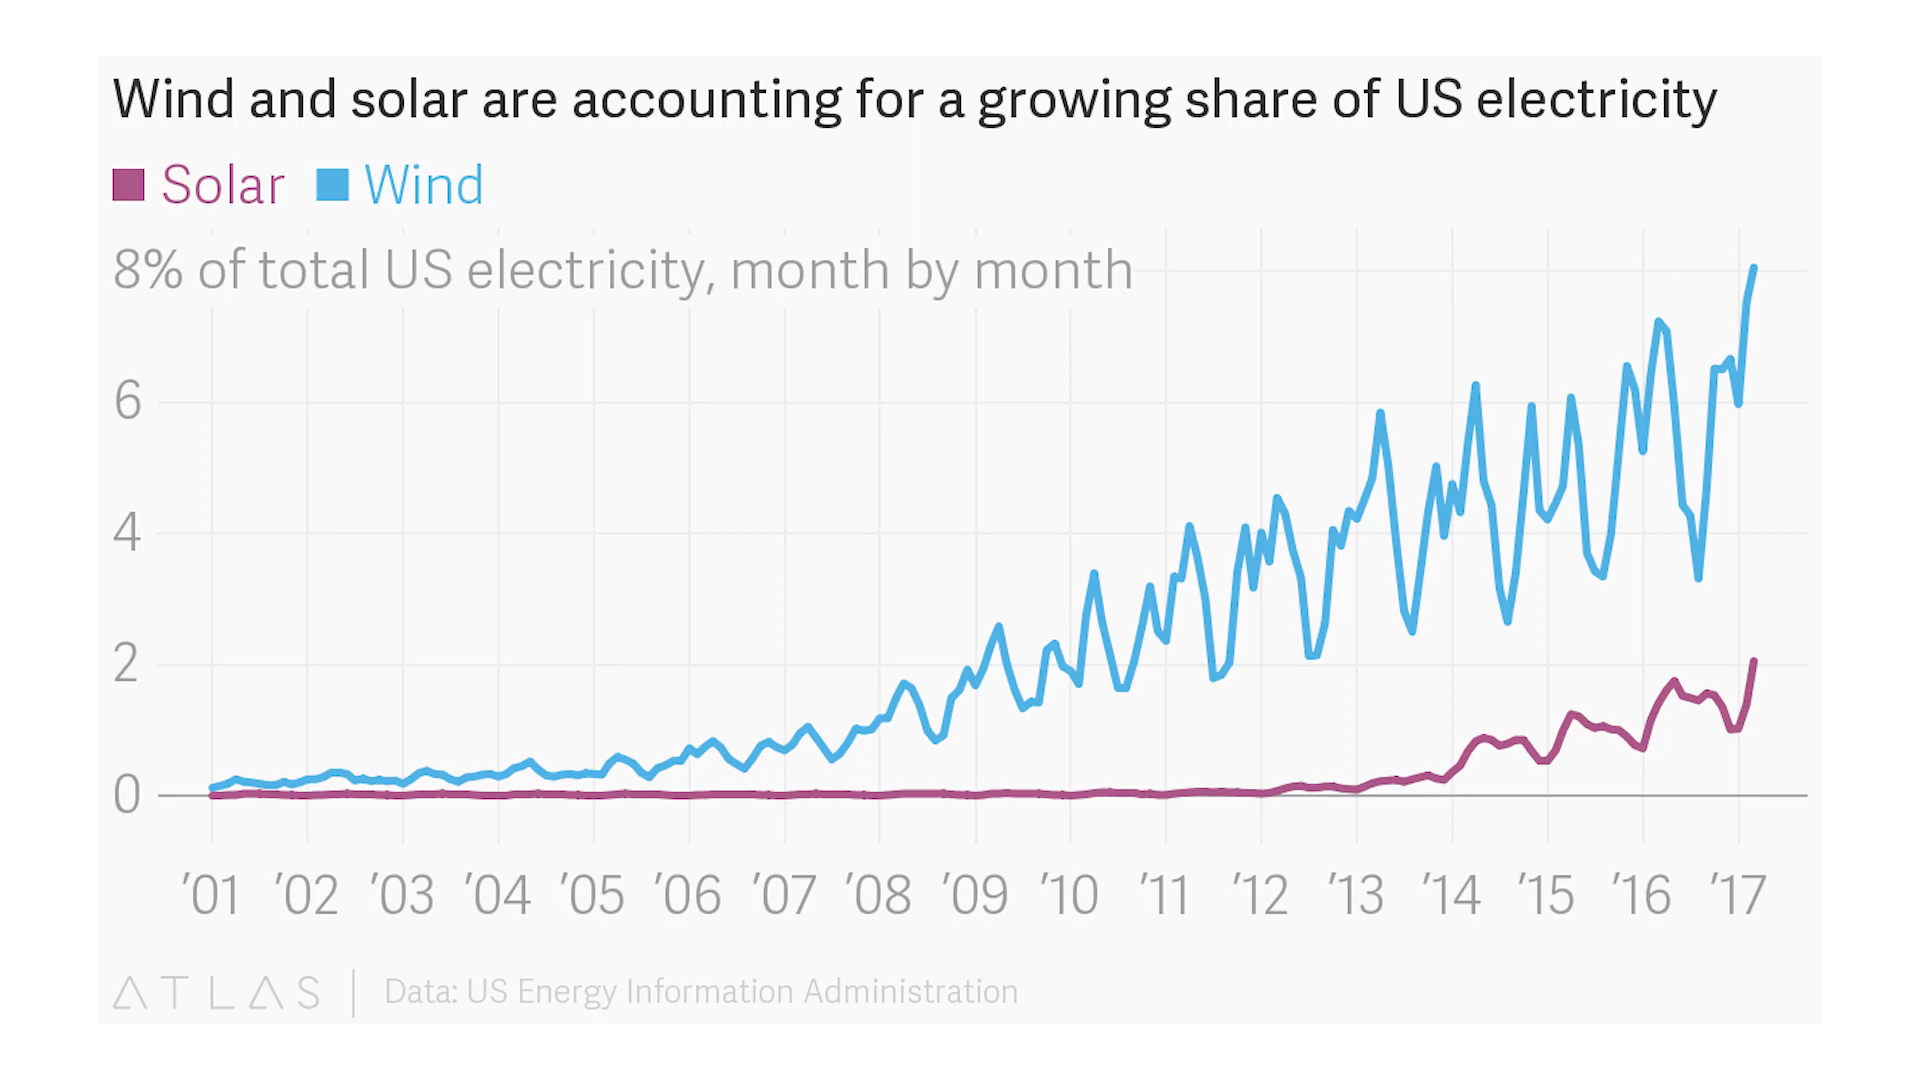 Wind and solar are accounting for a growing share of US electricity
Solar Wind
8% of total US electricity, month by month
6
4
2
0
’01 ’02 ’03 ’04 ’05 ’06 ’07 ’08 ’09 ’10 ’11 ’12 ’13 ’14 ’15 ’16 ’17
ATLAS | Data: US Energy Information Administration